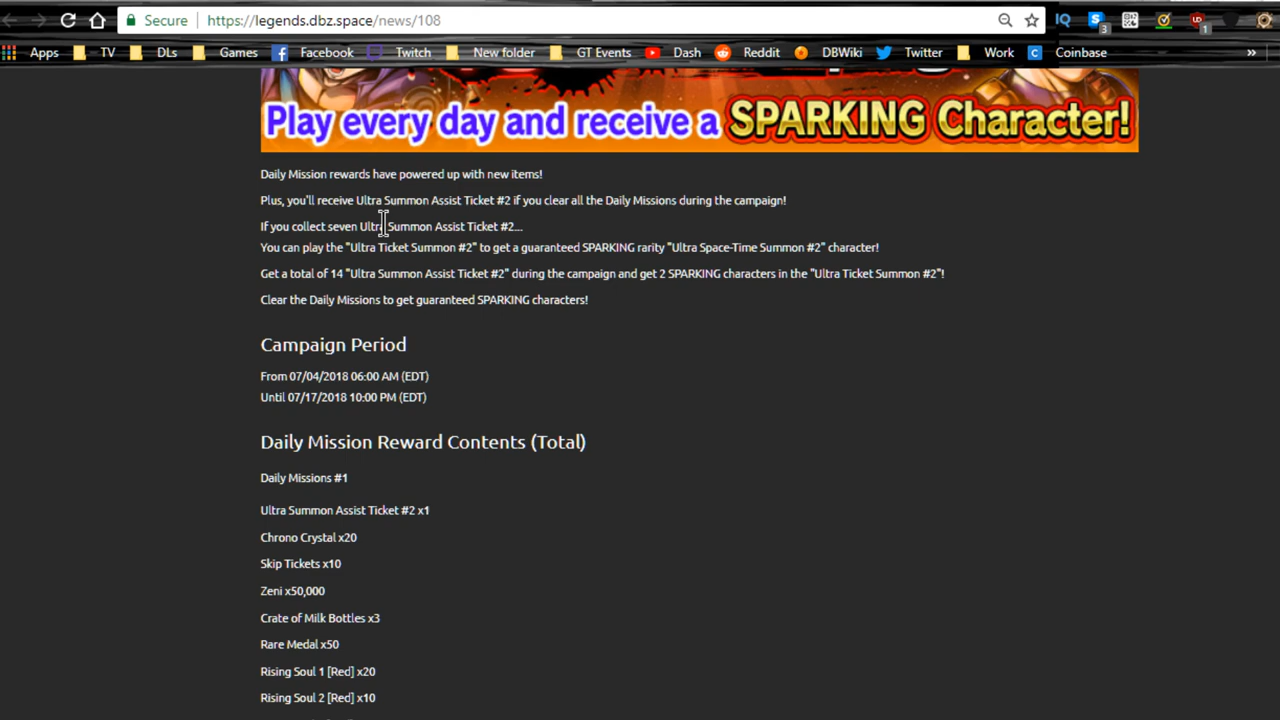 Secure https://legends.dbz.space/news/108
Apps TV DLs Games Facebook Twitch New folder GT Events Dash Reddit DBWiki Twitter Work Coinbase »
Play every day and receive a SPARKING Character!
Daily Mission rewards have powered up with new items!
Plus, you'll receive Ultra Summon Assist Ticket #2 if you clear all the Daily Missions during the campaign!
If you collect seven Ultra Summon Assist Ticket #2...
You can play the "Ultra Ticket Summon #2" to get a guaranteed SPARKING rarity "Ultra Space-Time Summon #2" character!
Get a total of 14 "Ultra Summon Assist Ticket #2" during the campaign and get 2 SPARKING characters in the "Ultra Ticket Summon #2"!
Clear the Daily Missions to get guaranteed SPARKING characters!
Campaign Period
From 07/04/2018 06:00 AM (EDT)
Until 07/17/2018 10:00 PM (EDT)
Daily Mission Reward Contents (Total)
Daily Missions #1
Ultra Summon Assist Ticket #2 x1
Chrono Crystal x20
Skip Tickets x10
Zeni x50,000
Crate of Milk Bottles x3
Rare Medal x50
Rising Soul 1 [Red] x20
Rising Soul 2 [Red] x10